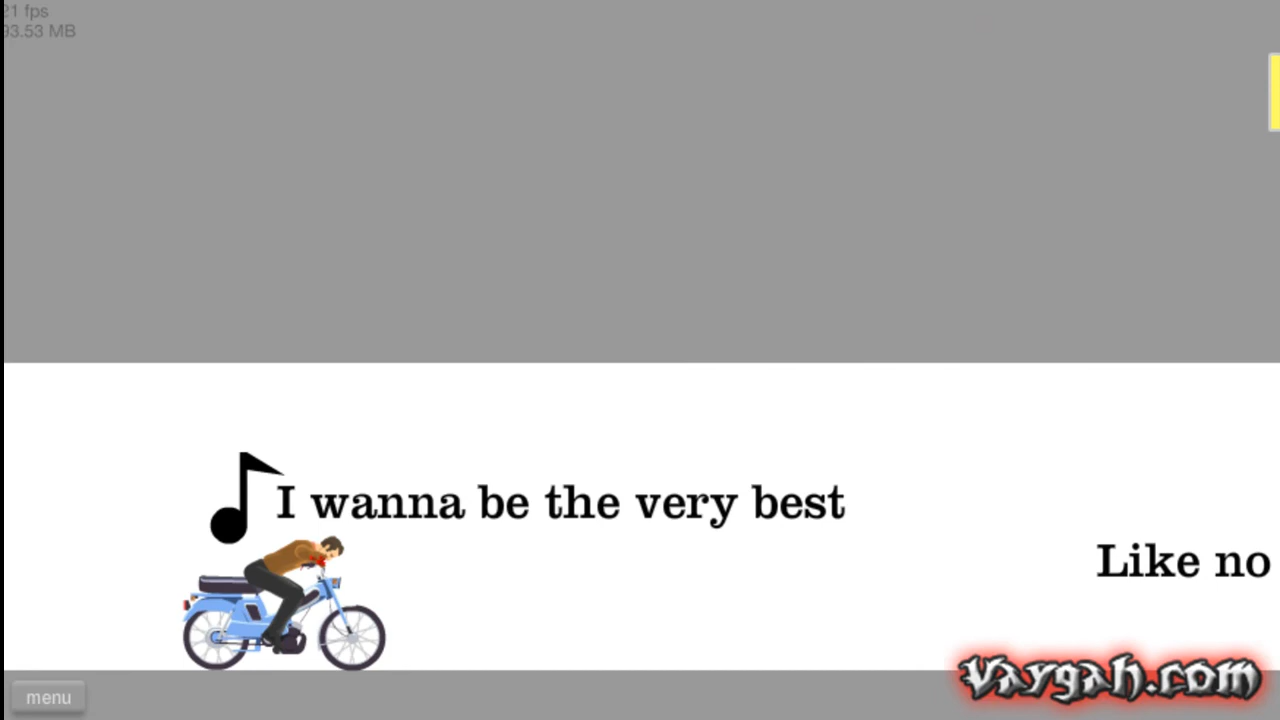 21 fps
93.53 MB
I wanna be the very best
Like no
menu
Vaygah.com